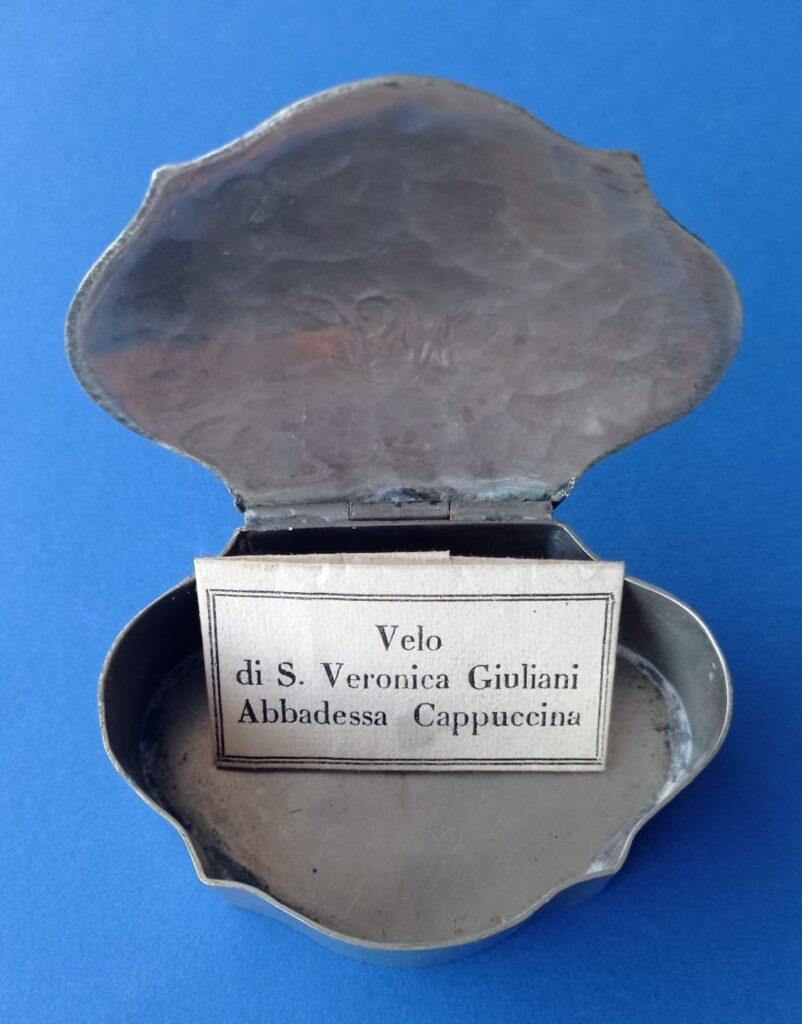 Velo
di S. Veronica Giuliani
Abbadessa Cappuccina